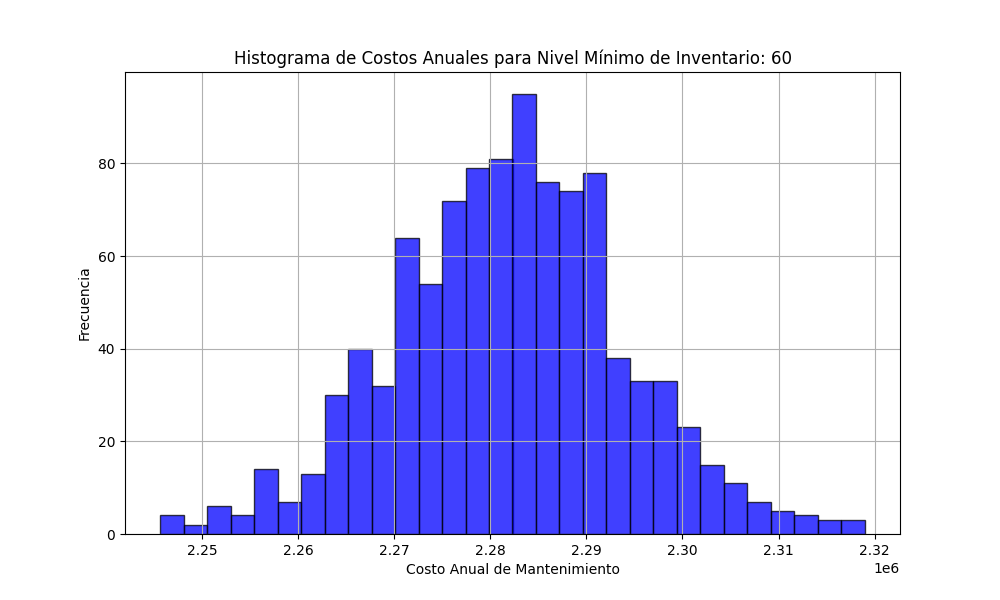 Histograma de Costos Anuales para Nivel Mínimo de Inventario: 60
Frecuencia
80
60
40
20
0
2.25 2.26 2.27 2.28 2.29 2.30 2.31 2.32
1e6
Costo Anual de Mantenimiento